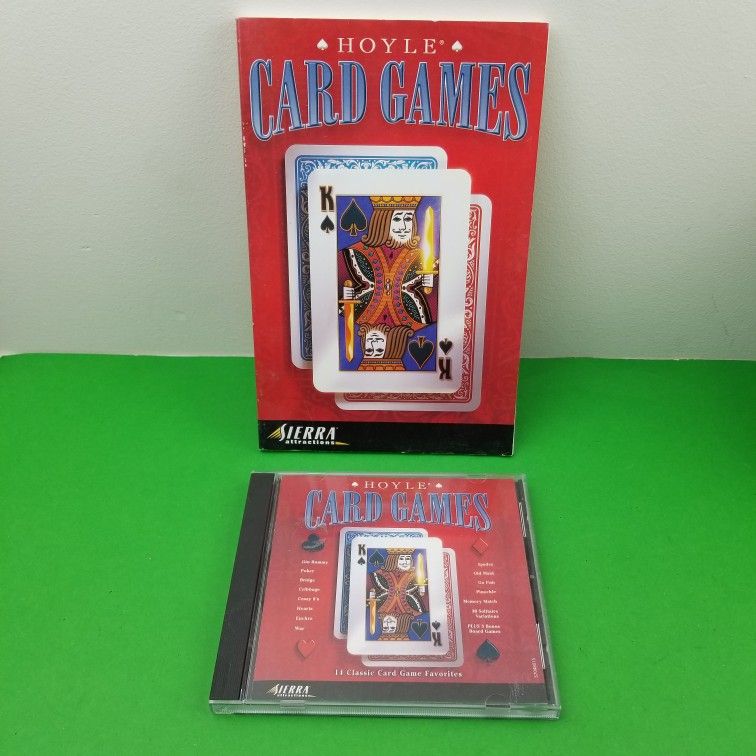 HOYLE®
CARD GAMES
K
K
SIERRA™
attractions
HOYLE®
CARD GAMES
Gin Rummy
Poker
Bridge
Cribbage
Crazy 8's
Hearts
Euchre
War
K
K
Spades
Old Maid
Go Fish
Pinochle
Memory Match
Solitaire
Variations
PLUS 3 Bonus
Board Games
14 Classic Card Game Favorites
SIERRA
attractions